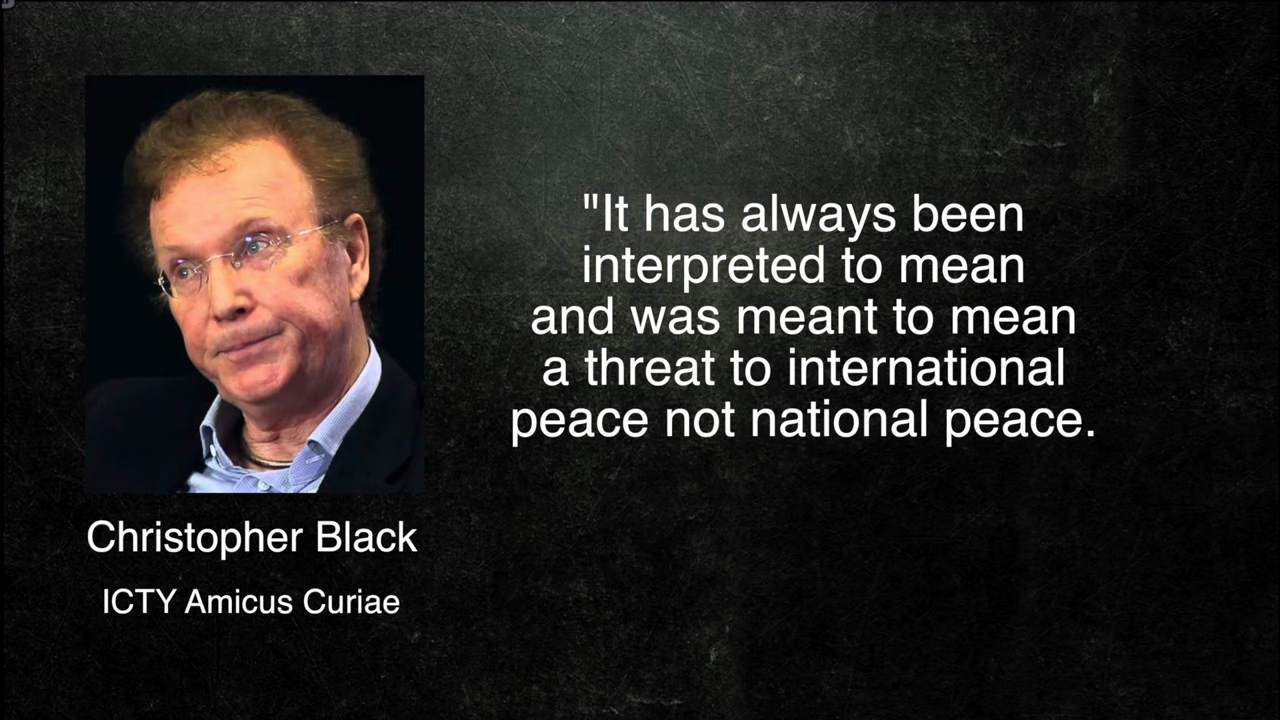 "It has always been
interpreted to mean
and was meant to mean
a threat to international
peace not national peace.
Christopher Black
ICTY Amicus Curiae